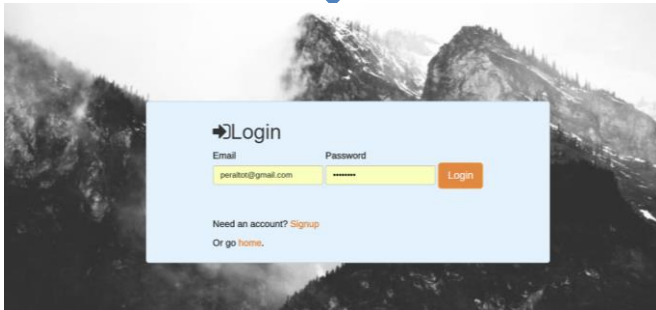 Login
Email Password
peraltot@gmail.com •••••••• Login
Need an account? Signup
Or go home.